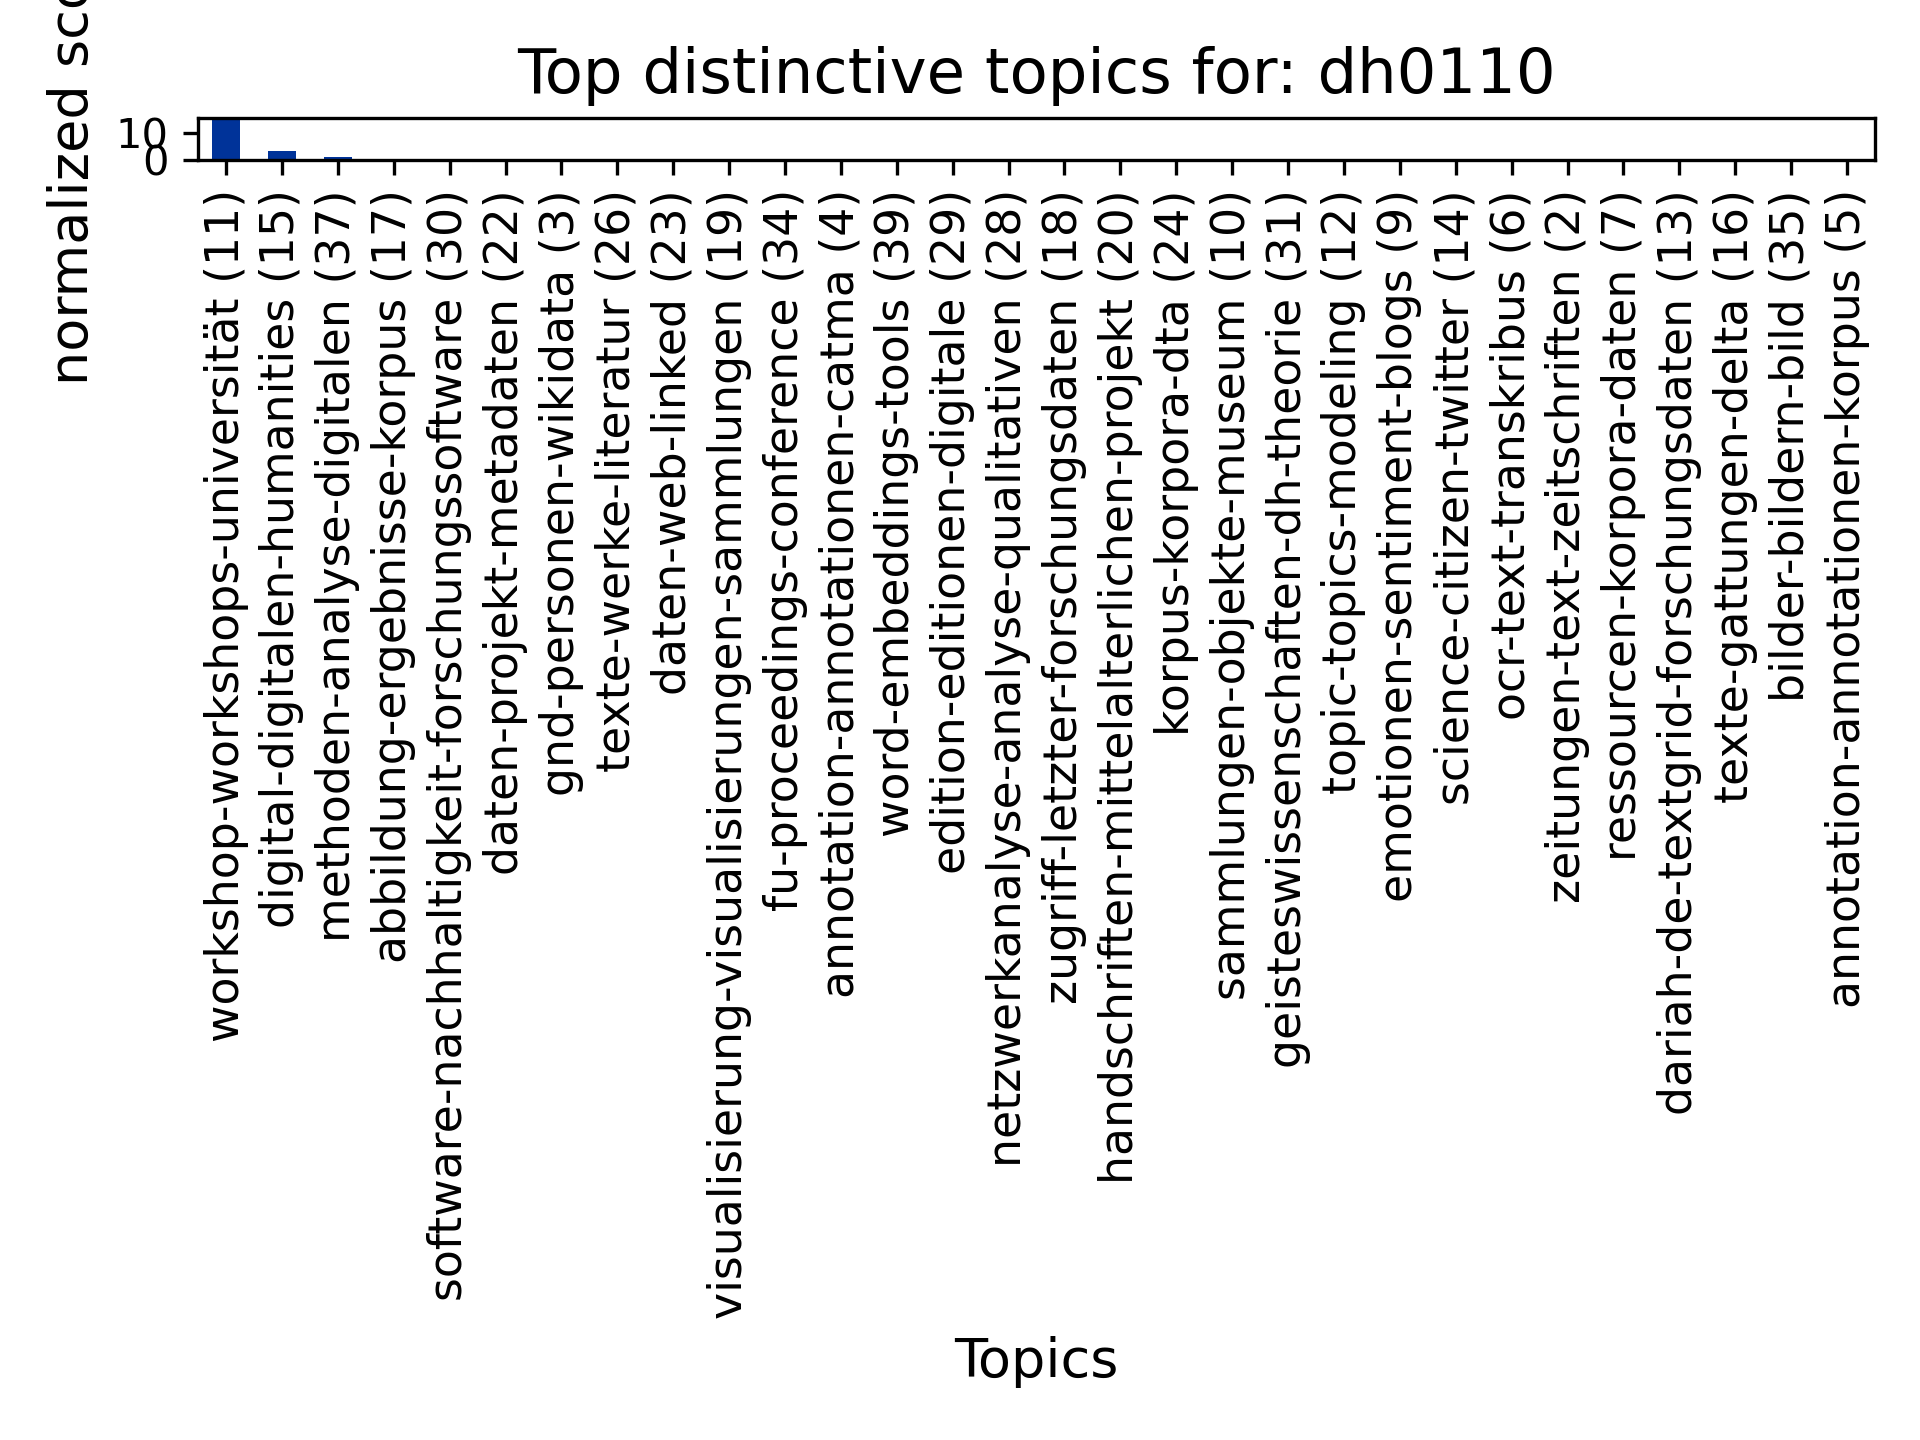 Top distinctive topics for: dh0110
normalized
10
0
workshop-workshops-universität (11)
digital-digitalen-humanities (15)
methoden-analyse-digitalen (37)
abbildung-ergebnisse-korpus (17)
software-nachhaltigkeit-forschungssoftware (30)
daten-projekt-metadaten (22)
gnd-personen-wikidata (3)
texte-werke-literatur (26)
daten-web-linked (23)
visualisierung-visualisierungen-sammlungen (19)
fu-proceedings-conference (34)
annotation-annotationen-catma (4)
word-embeddings-tools (39)
edition-editionen-digitale (29)
netzwerkanalyse-analyse-qualitativen (28)
zugriff-letzter-forschungsdaten (18)
handschriften-mittelalterlichen-projekt (20)
korpus-korpora-dta (24)
sammlungen-objekte-museum (10)
geisteswissenschaften-dh-theorie (31)
topic-topics-modeling (12)
emotionen-sentiment-blogs (9)
science-citizen-twitter (14)
ocr-text-transkribus (6)
zeitungen-text-zeitschriften (2)
ressourcen-korpora-daten (7)
dariah-de-textgrid-forschungsdaten (13)
texte-gattungen-delta (16)
bilder-bildern-bild (35)
annotation-annotationen-korpus (5)
Topics